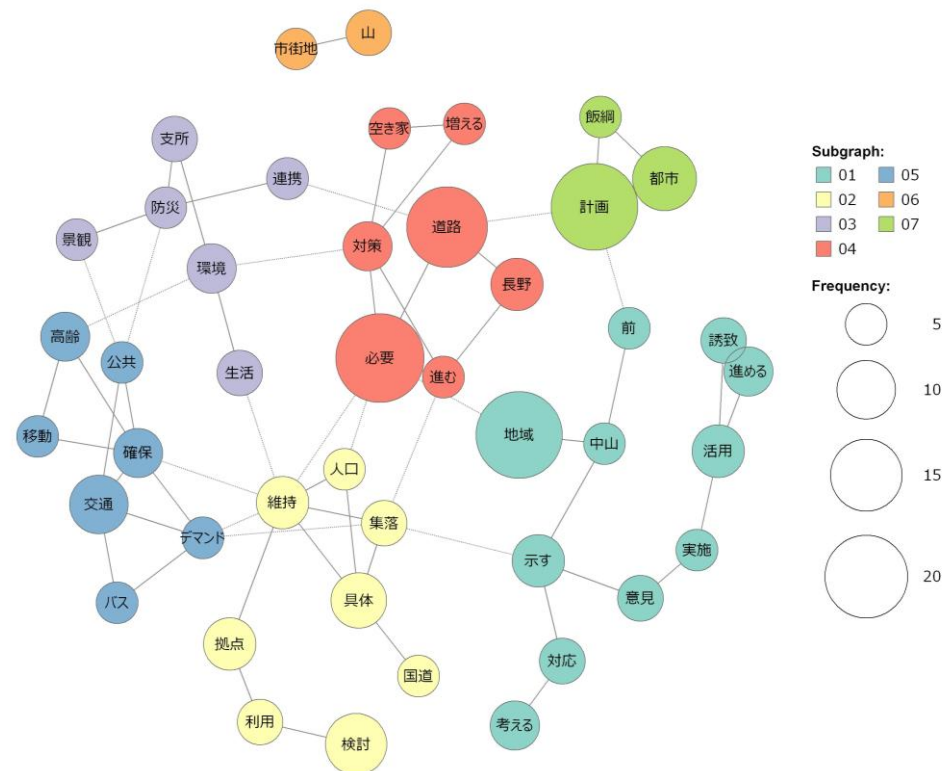 山
市街地
飯綱
空き家
増える
支所
都市
連携
計画
防災
道路
景観
対策
環境
長野
前
高齢
誘致
公共
必要
進める
生活
進む
移動
地域
中山
確保
活用
人口
維持
交通
集落
デマンド
実施
示す
意見
具体
バス
拠点
対応
国道
利用
考える
検討
Subgraph:
01 05
02 06
03 07
04
Frequency:
5
10
15
20